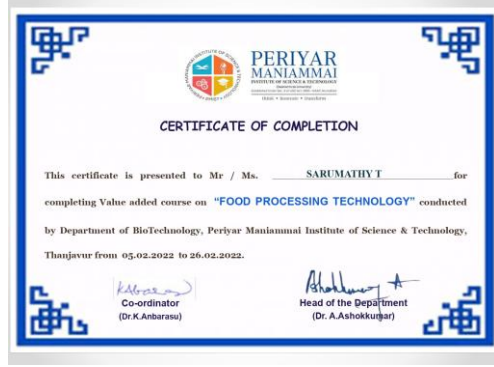 PERIYAR
MANIAMMAI
INSTITUTE OF SCIENCE & TECHNOLOGY
CERTIFICATE OF COMPLETION
This certificate is presented to Mr / Ms. SARUMATHY T for
completing Value added course on "FOOD PROCESSING TECHNOLOGY" conducted
by Department of BioTechnology, Periyar Maniammai Institute of Science & Technology,
Thanjavur from 05.02.2022 to 26.02.2022.
Co-ordinator
(Dr.K.Anbarasu)
Head of the Department
(Dr. A.Ashokkumar)